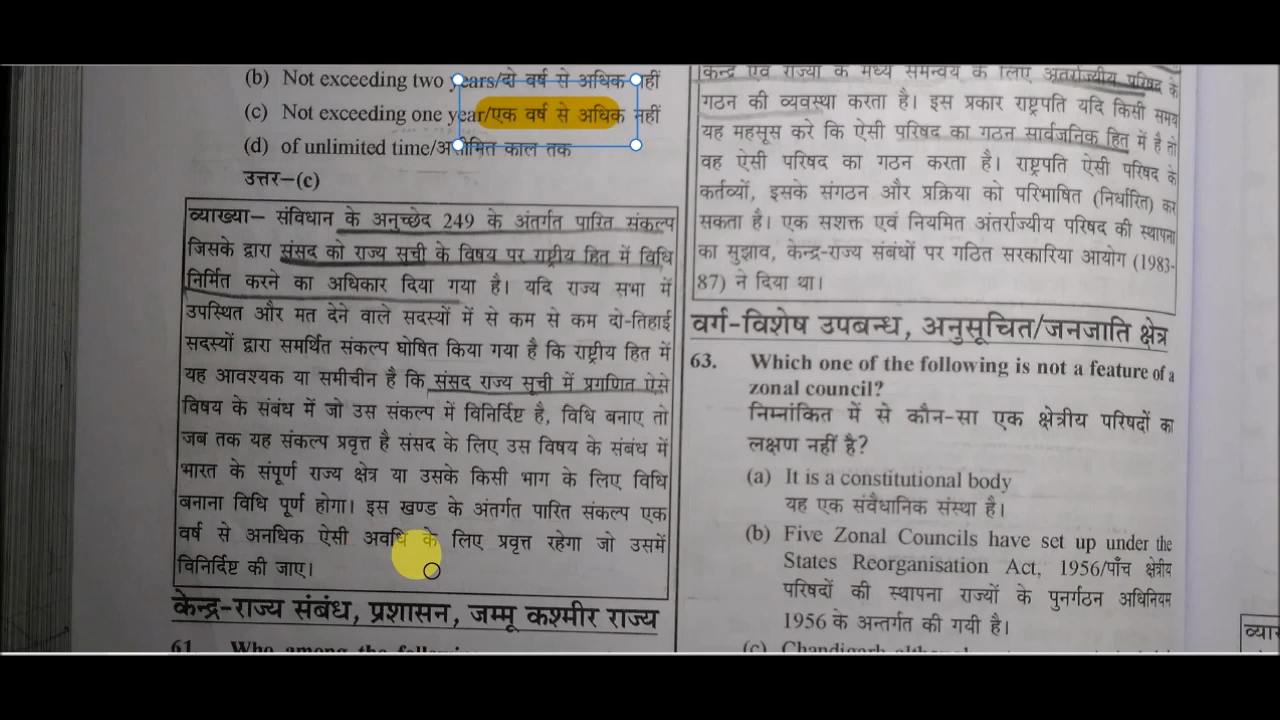 (b) Not exceeding two years/दो वर्ष से अधिक नहीं
(c) Not exceeding one year/एक वर्ष से अधिक नहीं
(d) of unlimited time/असीमित काल तक
उत्तर–(c)
व्याख्या– संविधान के अनुच्छेद 249 के अंतर्गत पारित संकल्प
जिसके द्वारा संसद को राज्य सूची के विषय पर राष्ट्रीय हित में विधि
निर्मित करने का अधिकार दिया गया है। यदि राज्य सभा में
उपस्थित और मत देने वाले सदस्यों में से कम से कम दो-तिहाई
सदस्यों द्वारा समर्थित संकल्प घोषित किया गया है कि राष्ट्रीय हित में
यह आवश्यक या समीचीन है कि संसद राज्य सूची में प्रगणित ऐसे
विषय के संबंध में जो उस संकल्प में विनिर्दिष्ट है, विधि बनाए तो
जब तक यह संकल्प प्रवृत्त है संसद के लिए उस विषय के संबंध में
भारत के संपूर्ण राज्य क्षेत्र या उसके किसी भाग के लिए विधि
बनाना विधि पूर्ण होगा। इस खण्ड के अंतर्गत पारित संकल्प एक
वर्ष से अनधिक ऐसी अवधि के लिए प्रवृत्त रहेगा जो उसमें
विनिर्दिष्ट की जाए।
केन्द्र-राज्य संबंध, प्रशासन, जम्मू कश्मीर राज्य
61. Who among the following
केन्द्र एवं राज्यों के मध्य समन्वय के लिए अंतर्राज्यीय परिषद के
गठन की व्यवस्था करता है। इस प्रकार राष्ट्रपति यदि किसी समय
यह महसूस करे कि ऐसी परिषद का गठन सार्वजनिक हित में है तो
वह ऐसी परिषद का गठन करता है। राष्ट्रपति ऐसी परिषद के
कर्तव्यों, इसके संगठन और प्रक्रिया को परिभाषित (निर्धारित) कर
सकता है। एक सशक्त एवं नियमित अंतर्राज्यीय परिषद की स्थापना
का सुझाव, केन्द्र-राज्य संबंधों पर गठित सरकारिया आयोग (1983-
87) ने दिया था।
वर्ग-विशेष उपबन्ध, अनुसूचित/जनजाति क्षेत्र
63. Which one of the following is not a feature of a
zonal council?
निम्नांकित में से कौन-सा एक क्षेत्रीय परिषदों का
लक्षण नहीं है?
(a) It is a constitutional body
यह एक संवैधानिक संस्था है।
(b) Five Zonal Councils have set up under the
States Reorganisation Act, 1956/पाँच क्षेत्रीय
परिषदों की स्थापना राज्यों के पुनर्गठन अधिनियम
1956 के अन्तर्गत की गयी है।
(c) Chandigarh although